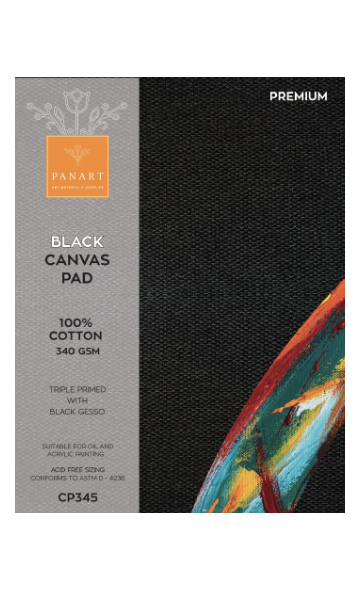 PREMIUM
PANART
ART MATERIAL & SUPPLIES
BLACK
CANVAS
PAD
100%
COTTON
340 GSM
TRIPLE PRIMED
WITH
BLACK GESSO
SUITABLE FOR OIL AND
ACRYLIC PAINTING
ACID FREE SIZING
CONFORMS TO ASTM D - 4236
CP345